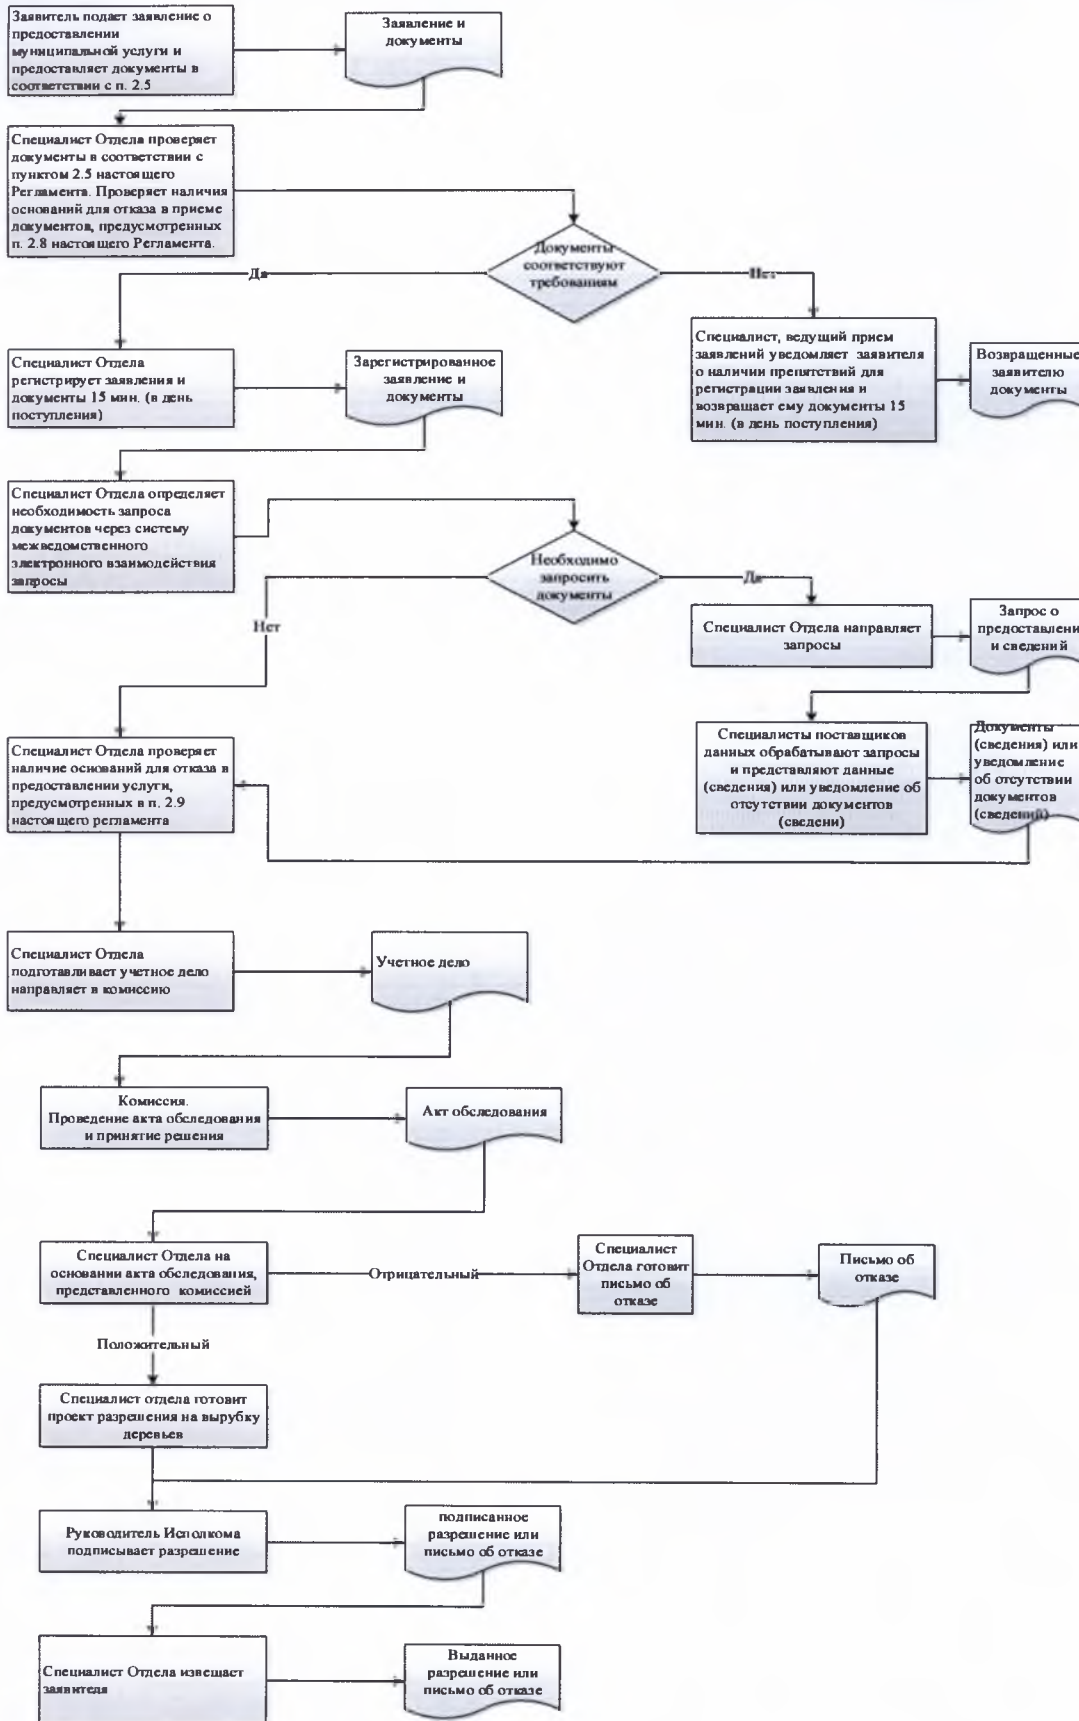 Заявитель подает заявление о
предоставлении
муниципальной услуги и
предоставляет документы в
соответствии с п. 2.5
Заявление и
документы
Специалист Отдела проверяет
документы в соответствии с
пунктом 2.5 настоящего
Регламента. Проверяет наличия
оснований для отказа в приеме
документов, предусмотренных
п. 2.8 настоящего Регламента.
Документы
соответствуют
требованиям
Да
Нет
Специалист Отдела
регистрирует заявления и
документы 15 мин. (в день
поступления)
Зарегистрированное
заявление и
документы
Специалист, ведущий прием
заявлений уведомляет заявителя
о наличии препятствий для
регистрации заявления и
возвращает ему документы 15
мин. (в день поступления)
Возвращенные
заявителю
документы
Специалист Отдела определяет
необходимость запроса
документов через систему
межведомственного
электронного взаимодействия
запросы
Необходимо
запросить
документы
Да
Нет
Специалист Отдела направляет
запросы
Запрос о
предоставлени
и сведений
Специалисты поставщиков
данных обрабатывают запросы
и представляют данные
(сведения) или уведомление об
отсутствии документов
(сведени)
Документы
(сведения) или
уведомление
об отсутствии
документов
(сведений)
Специалист Отдела проверяет
наличие оснований для отказа в
предоставлении услуги,
предусмотренных в п. 2.9
настоящего регламента
Специалист Отдела
подготавливает учетное дело
направляет в комиссию
Учетное дело
Комиссия.
Проведение акта обследования
и принятие решения
Акт обследования
Специалист Отдела на
основании акта обследования,
представленного комиссией
Отрицательный
Специалист
Отдела готовит
письмо об
отказе
Письмо об
отказе
Положительный
Специалист отдела готовит
проект разрешения на вырубку
деревьев
Руководитель Исполкома
подписывает разрешение
подписанное
разрешение или
письмо об отказе
Специалист Отдела извещает
заявителя
Выданное
разрешение или
письмо об отказе